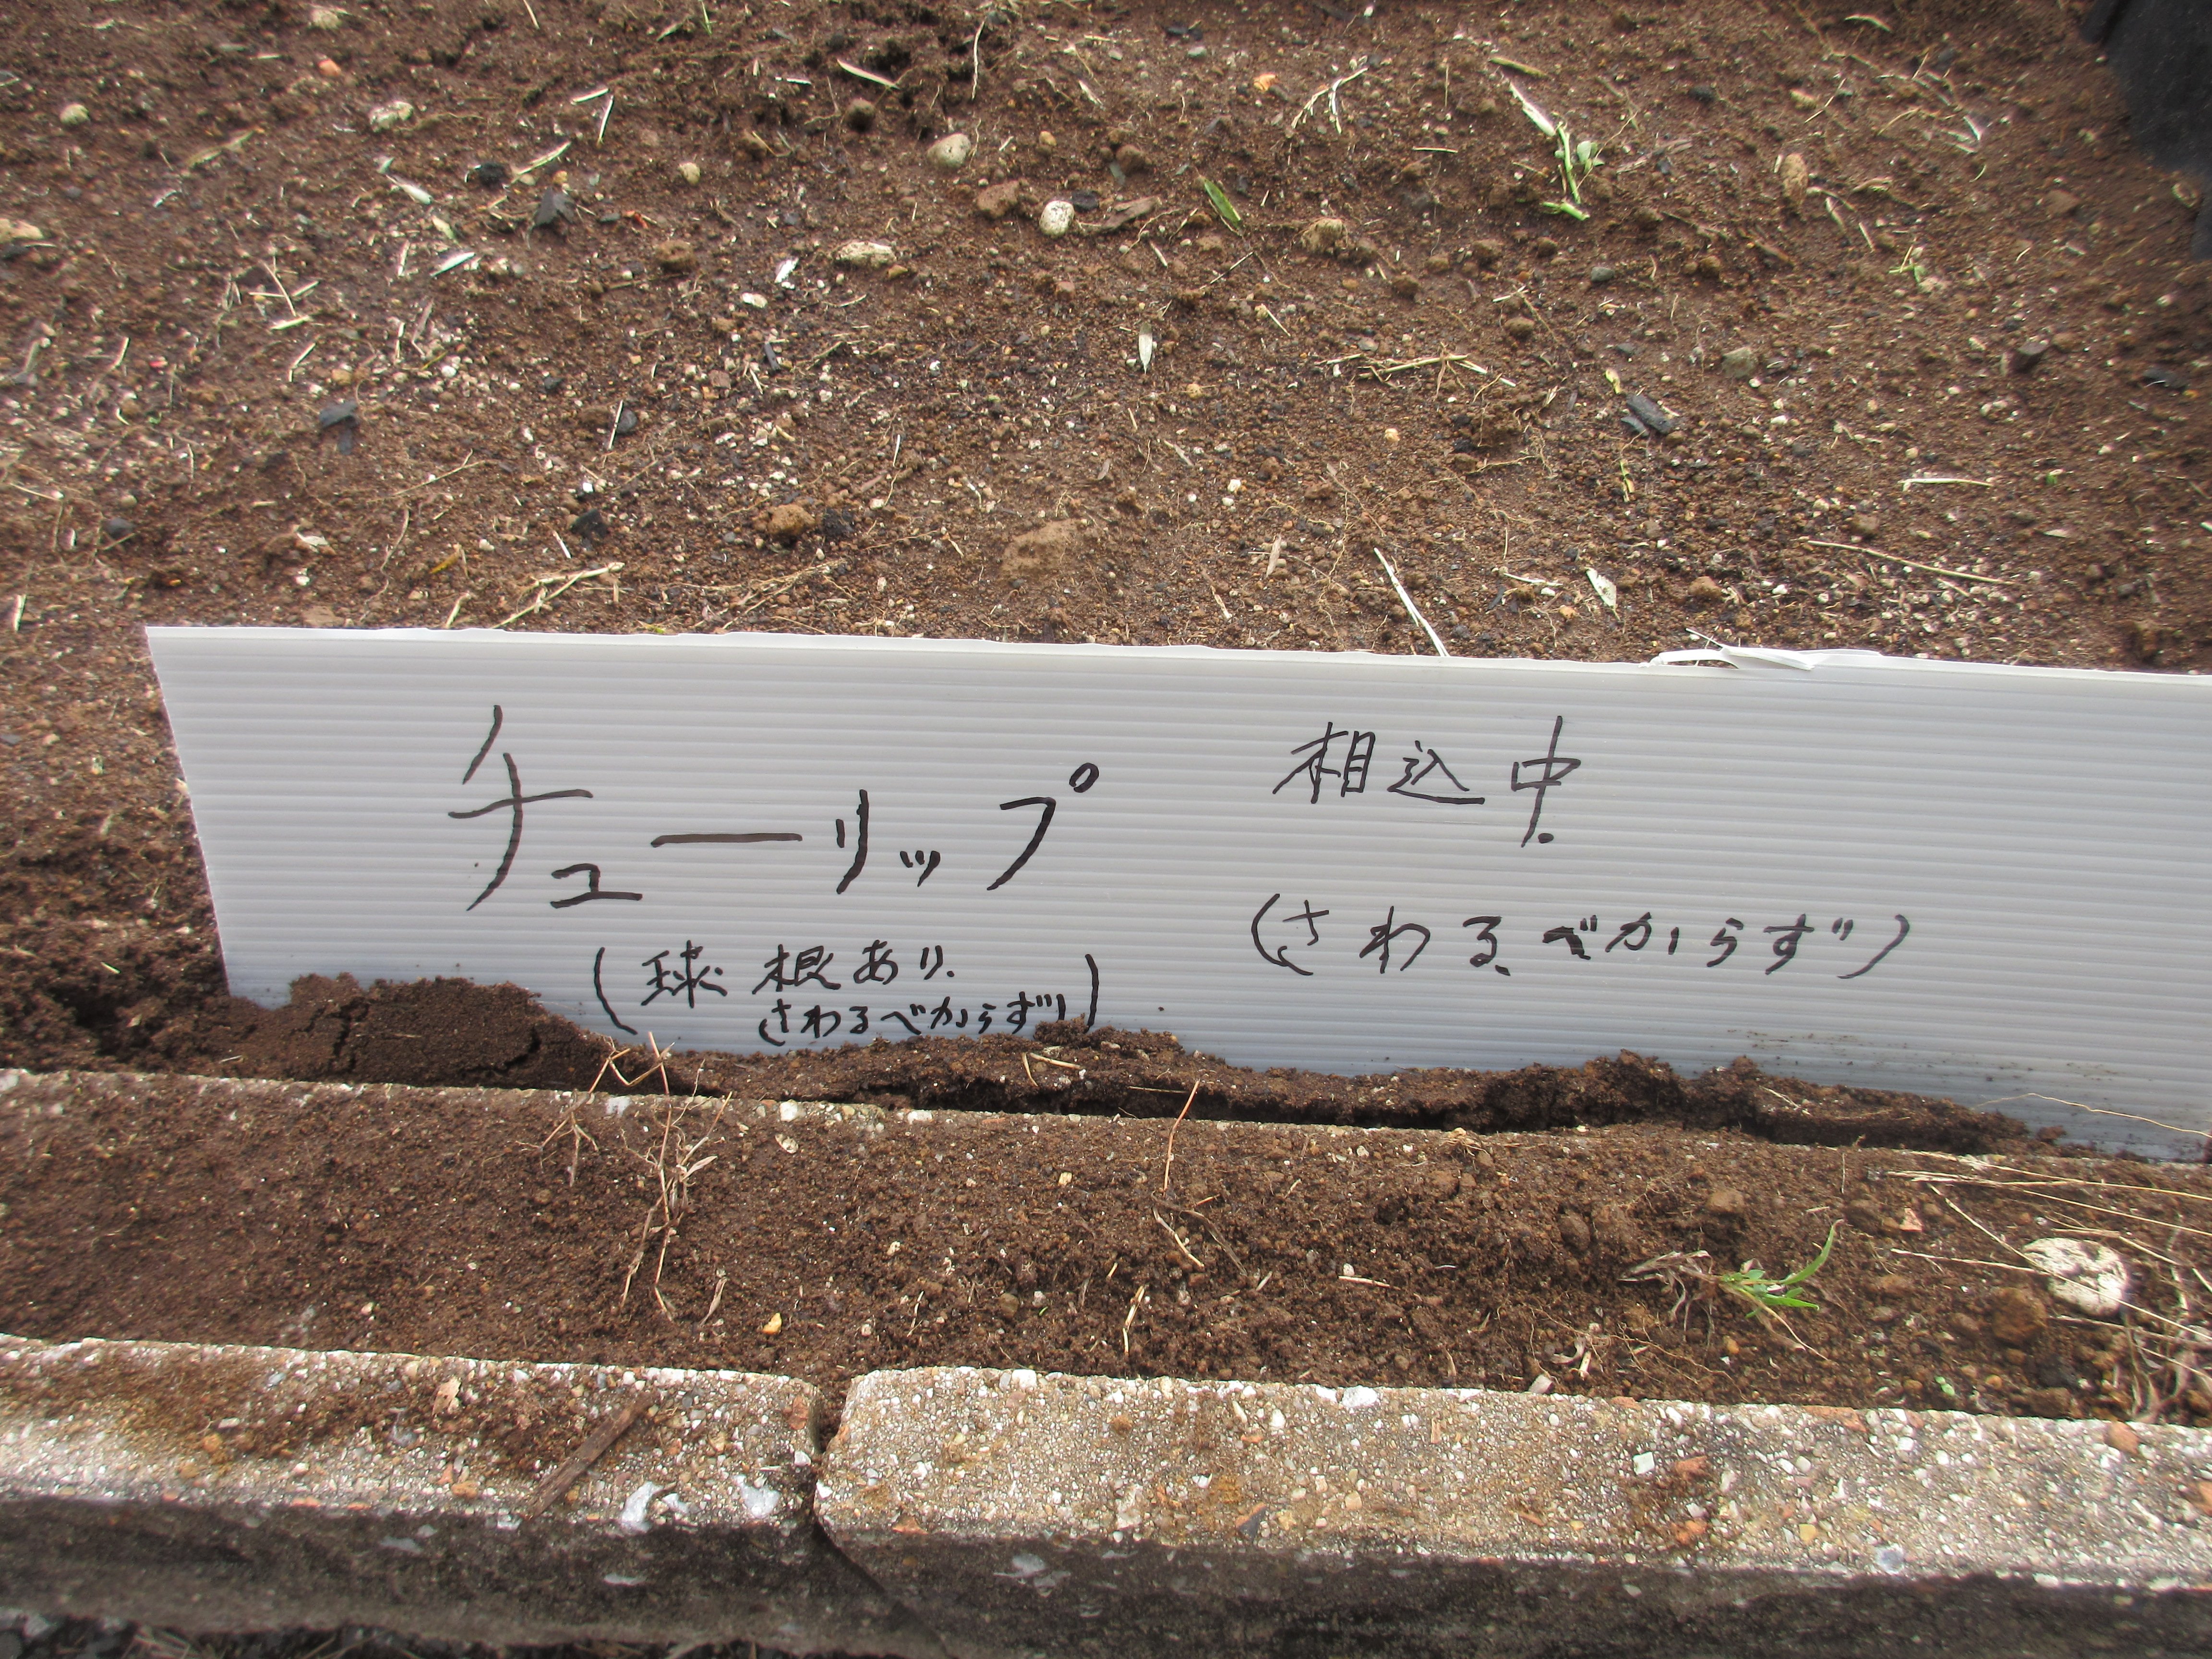 チューリップ
(球根あり
さわるべからず)
相込中.
(さわるべからず)